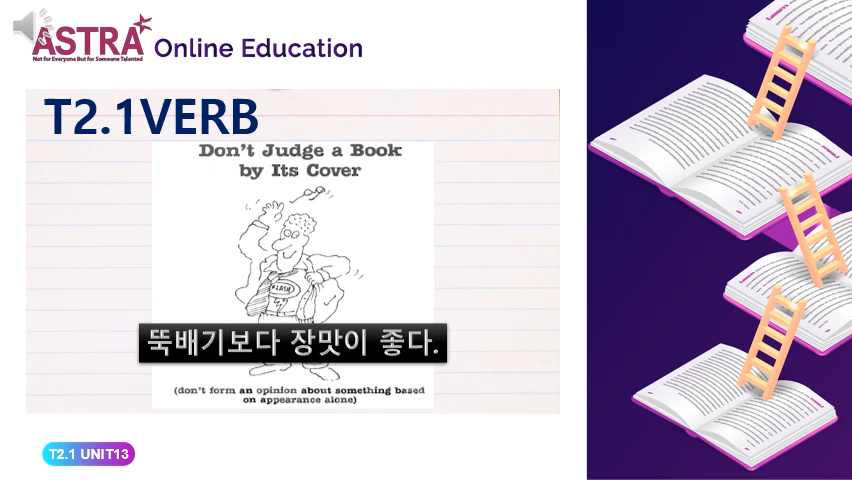 ASTRA Online Education
Not for Everyone But for Someone Talented
T2.1VERB
Don't Judge a Book
by Its Cover
FLASH
뚝배기보다 장맛이 좋다.
(don't form an opinion about something based
on appearance alone)
T2.1 UNIT13